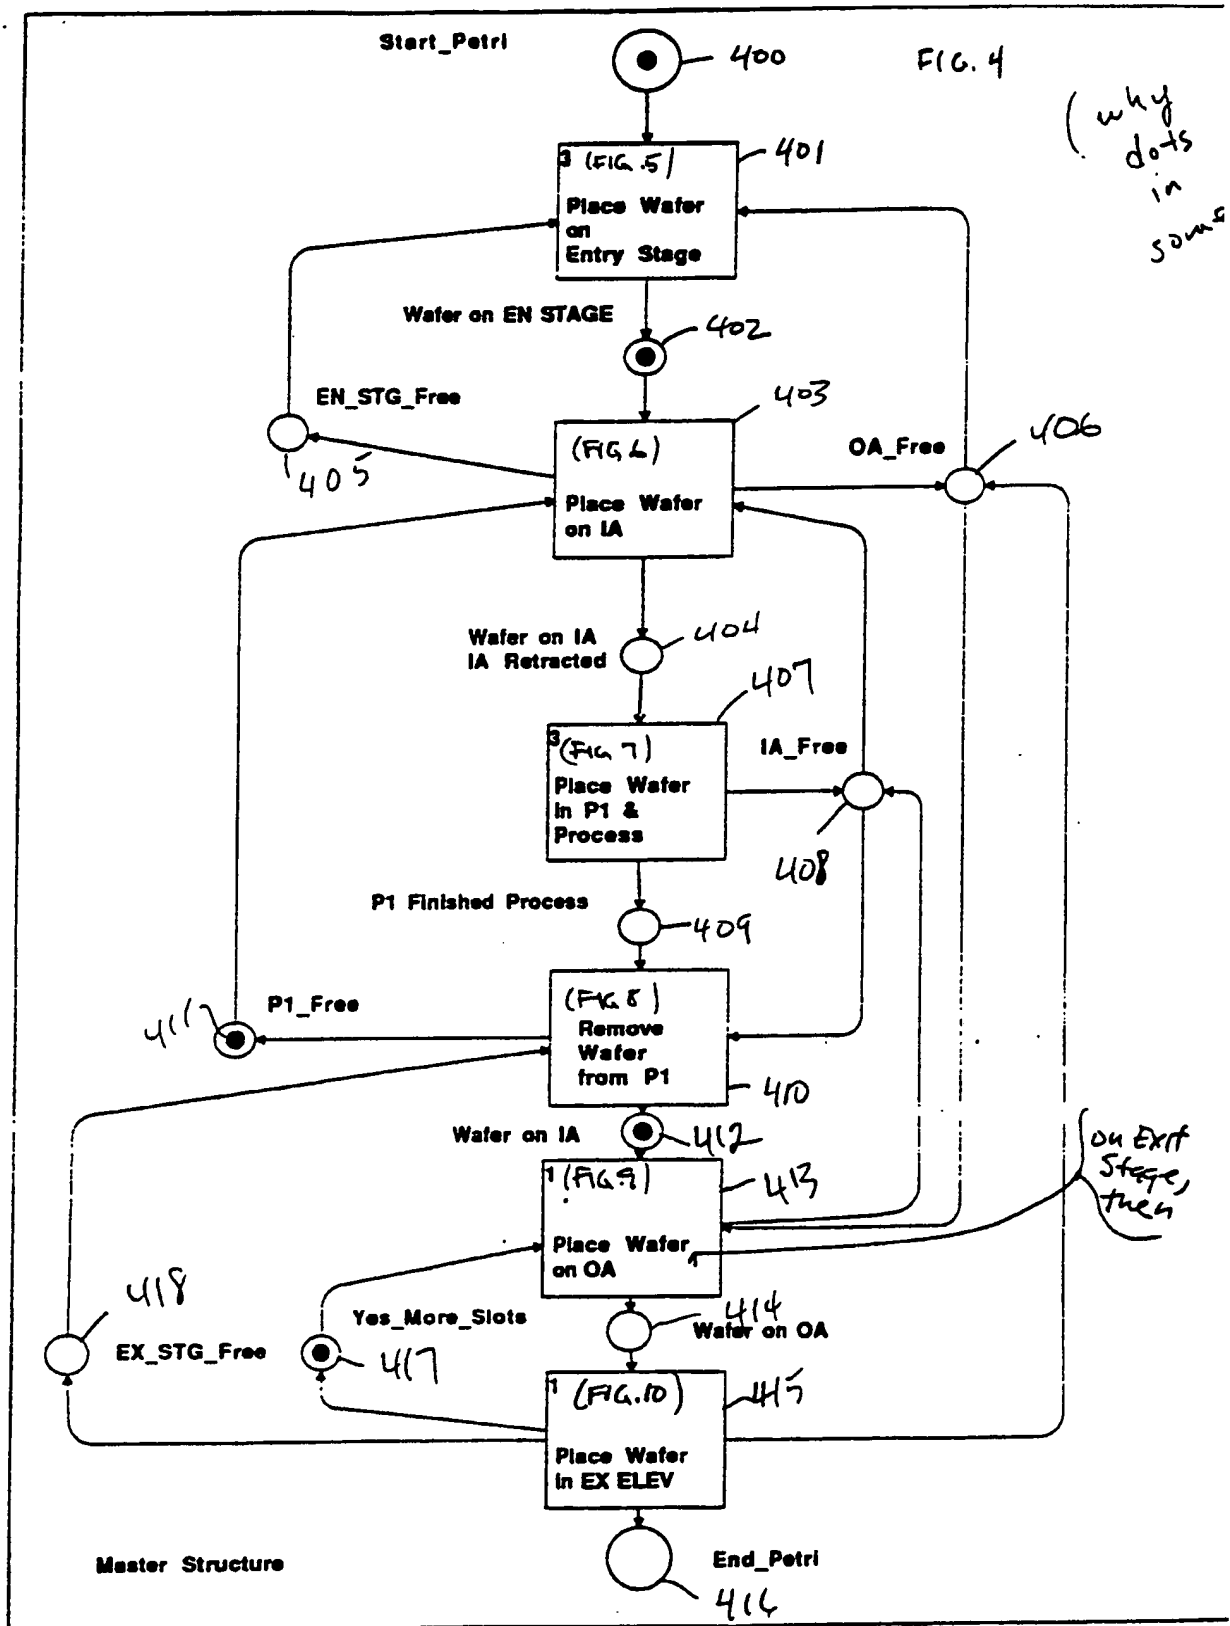 Start_Petri
400
FIG. 4
(why
dots
in
some
3 (FIG. 5)
401
Place Wafer
on
Entry Stage
Wafer on EN STAGE
402
EN_STG_Free
405
403
(FIG 6)
Place Wafer
on IA
OA_Free
406
Wafer on IA
IA Retracted
404
407
3 (FIG 7)
Place Wafer
in P1 &
Process
IA_Free
408
P1 Finished Process
409
P1_Free
411
(FIG 8)
Remove
Wafer
from P1
410
Wafer on IA
412
1 (FIG. 9)
413
Place Wafer
on OA
on Exit
Stage,
then
418
EX_STG_Free
Yes_More_Slots
417
414
Wafer on OA
1 (FIG. 10)
415
Place Wafer
in EX ELEV
Master Structure
End_Petri
416